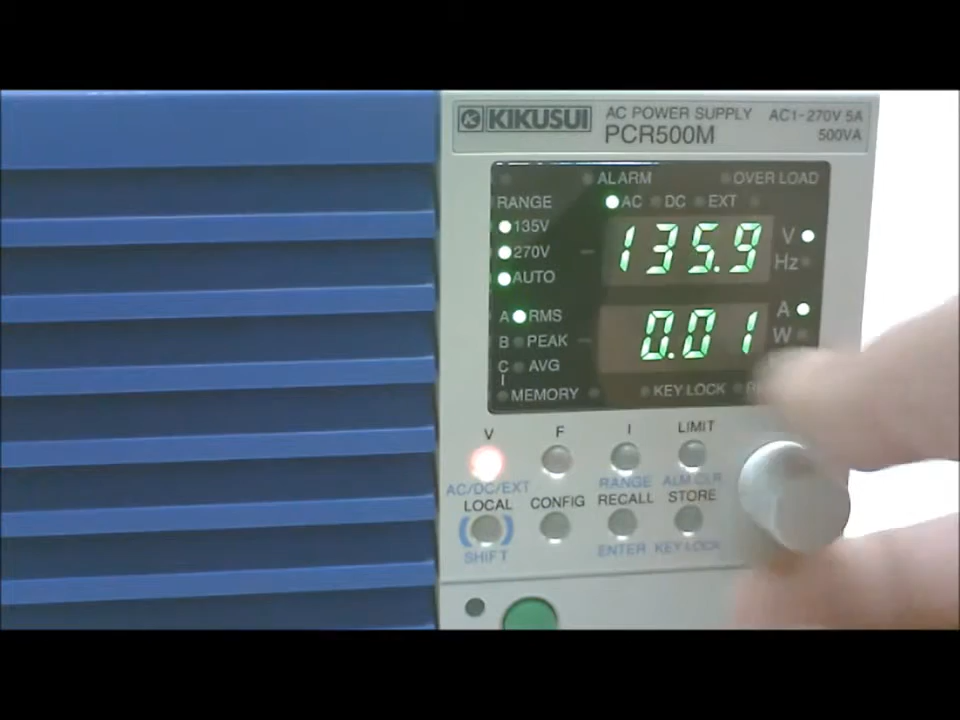 KIKUSUI AC POWER SUPPLY AC1-270V 5A
PCR500M 500VA
ALARM OVER LOAD
RANGE AC DC EXT
135V
270V
AUTO
135.9 V
Hz
A RMS
B PEAK
C AVG
I
0.01 A
W
MEMORY KEY LOCK
V F I LIMIT
AC/DC/EXT RANGE ALM CLR
LOCAL CONFIG RECALL STORE
SHIFT ENTER KEY LOCK